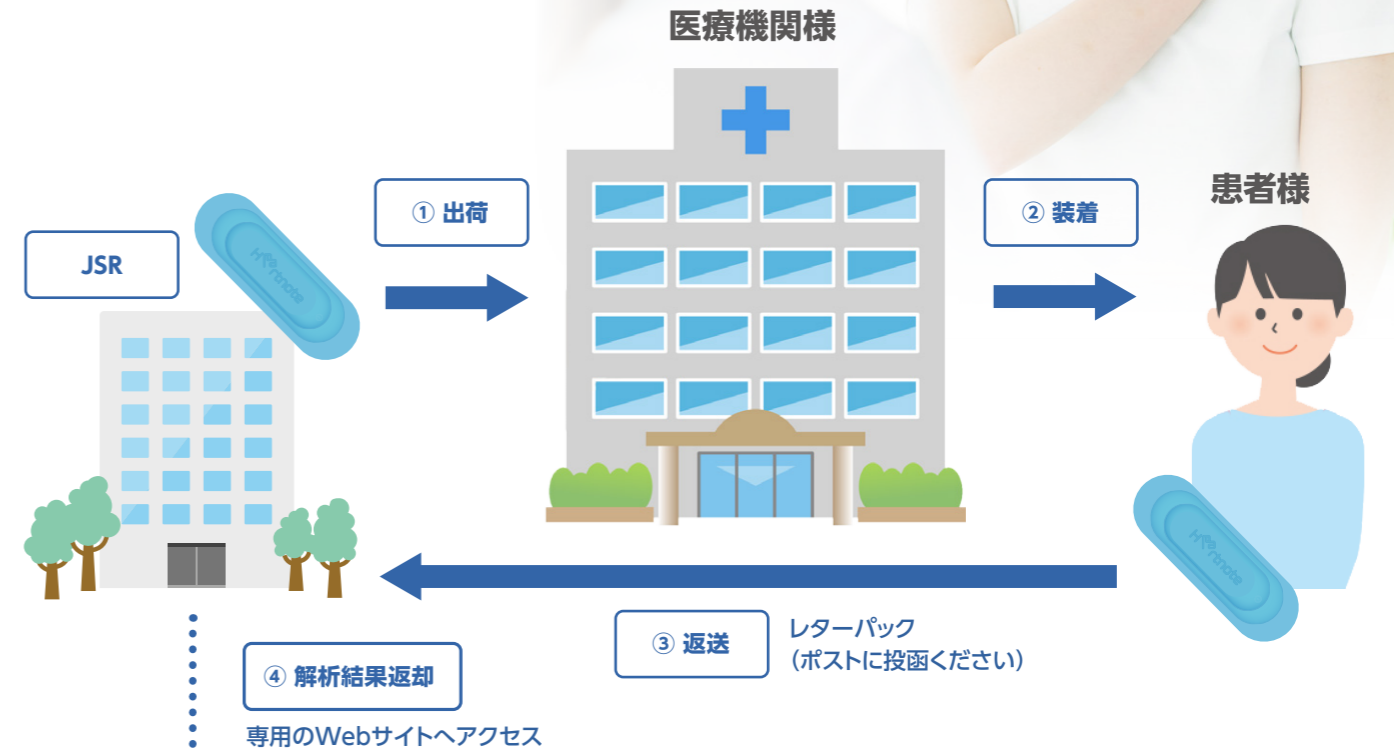 医療機関様
① 出荷
② 装着
患者様
JSR
Heartnote
Heartnote
③ 返送
レターパック
(ポストに投函ください)
④ 解析結果返却
専用のWebサイトへアクセス